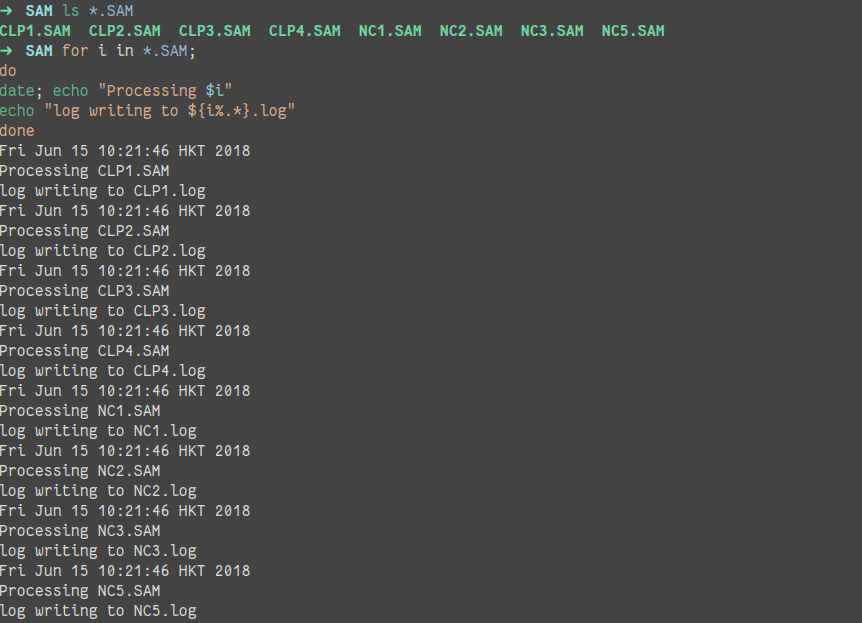 → SAM ls *.SAM
CLP1.SAM CLP2.SAM CLP3.SAM CLP4.SAM NC1.SAM NC2.SAM NC3.SAM NC5.SAM
→ SAM for i in *.SAM;
do
date; echo "Processing $i"
echo "log writing to ${i%.*}.log"
done
Fri Jun 15 10:21:46 HKT 2018
Processing CLP1.SAM
log writing to CLP1.log
Fri Jun 15 10:21:46 HKT 2018
Processing CLP2.SAM
log writing to CLP2.log
Fri Jun 15 10:21:46 HKT 2018
Processing CLP3.SAM
log writing to CLP3.log
Fri Jun 15 10:21:46 HKT 2018
Processing CLP4.SAM
log writing to CLP4.log
Fri Jun 15 10:21:46 HKT 2018
Processing NC1.SAM
log writing to NC1.log
Fri Jun 15 10:21:46 HKT 2018
Processing NC2.SAM
log writing to NC2.log
Fri Jun 15 10:21:46 HKT 2018
Processing NC3.SAM
log writing to NC3.log
Fri Jun 15 10:21:46 HKT 2018
Processing NC5.SAM
log writing to NC5.log